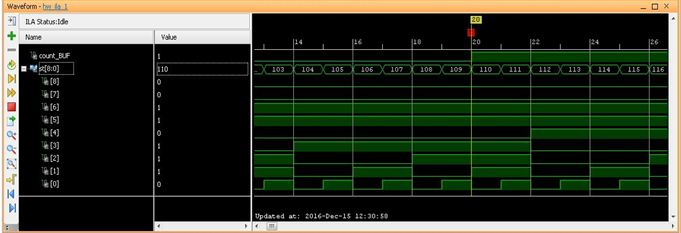 Waveform - hw_ila_1
ILA Status:Idle
Name Value
20
14 16 18 20 22 24 26
count_BUF 1
st[8:0] 110 103 104 105 106 107 108 109 110 111 112 113 114 115 116
[8] 0
[7] 0
[6] 1
[5] 1
[4] 0
[3] 1
[2] 1
[1] 1
[0] 0
Updated at: 2016-Dec-15 12:30:58